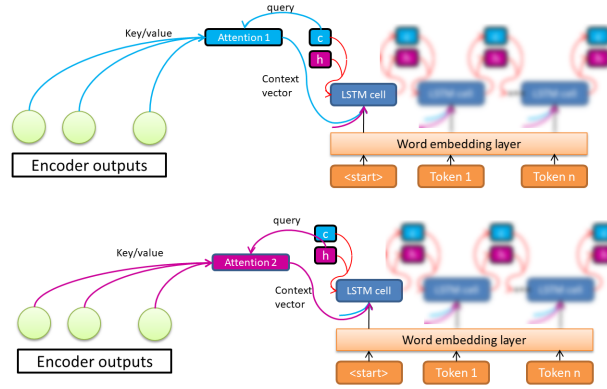 query
Key/value
Attention 1
c
h
Context
vector
LSTM cell
Word embedding layer
Encoder outputs
<start>
Token 1
Token n
query
Key/value
Attention 2
c
h
Context
vector
LSTM cell
Word embedding layer
Encoder outputs
<start>
Token 1
Token n